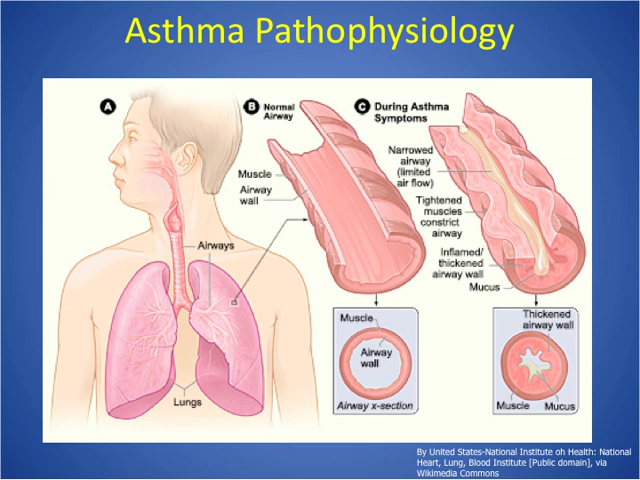 Asthma Pathophysiology
A
Airways
Lungs
B Normal
Airway
Muscle
Airway
wall
Muscle
Airway
wall
Airway x-section
C During Asthma
Symptoms
Narrowed
airway
(limited
air flow)
Tightened
muscles
constrict
airway
Inflamed/
thickened
airway wall
Mucus
Thickened
airway wall
Muscle
Mucus
By United States-National Institute oh Health: National
Heart, Lung, Blood Institute [Public domain], via
Wikimedia Commons